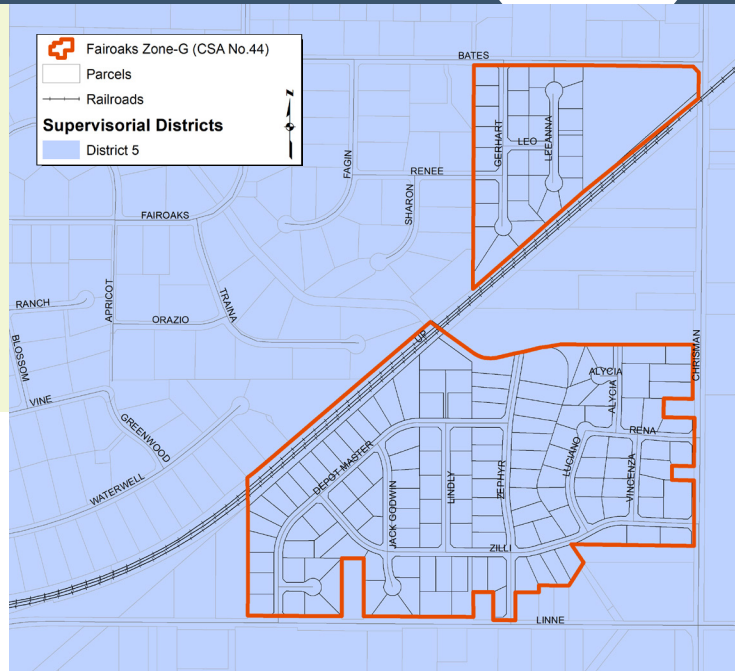 Fairoaks Zone-G (CSA No.44)
Parcels
Railroads
Supervisorial Districts
District 5
N
BATES
GERHART
LEO
LEEANNA
FAGIN
RENEE
SHARON
FAIROAKS
APRICOT
TRAINA
RANCH
ORAZIO
BLOSSOM
VINE
GREENWOOD
WATERWELL
UP
CHRISMAN
ALYCIA
ALYCIA
RENA
LUCIANO
VINCENZA
DEPOT MASTER
JACK GODWIN
LINDLY
ZEPHYR
ZILLI
LINNE